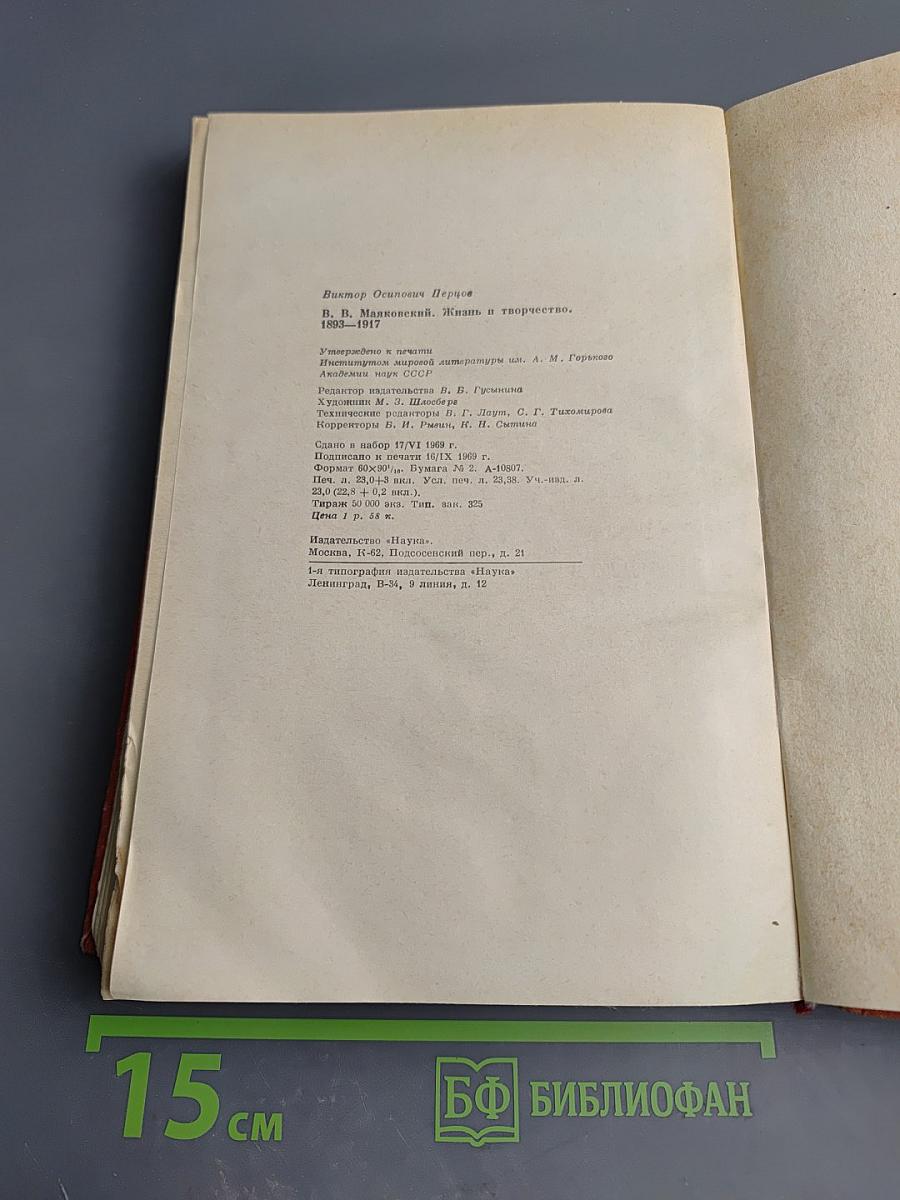 Виктор Осипович Перцов
В. В. Маяковский. Жизнь и творчество.
1893—1917
Утверждено к печати
Институтом мировой литературы им. А. М. Горького
Академии наук СССР
Редактор издательства В. Б. Гусынина
Художник М. З. Шлосберг
Технические редакторы В. Г. Лаут, С. Г. Тихомирова
Корректоры Б. И. Рывин, К. Н. Сытина
Сдано в набор 17/VI 1969 г.
Подписано к печати 16/IX 1969 г.
Формат 60×90¹/₁₆. Бумага № 2. А-10807.
Печ. л. 23,0+3 вкл. Усл. печ. л. 23,38. Уч.-изд. л.
23,0 (22,8 + 0,2 вкл.).
Тираж 50 000 экз. Тип. зак. 325
Цена 1 р. 58 к.
Издательство «Наука».
Москва, К-62, Подсосенский пер., д. 21
1-я типография издательства «Наука»
Ленинград, В-34, 9 линия, д. 12
15 см
БФ БИБЛИОФАН